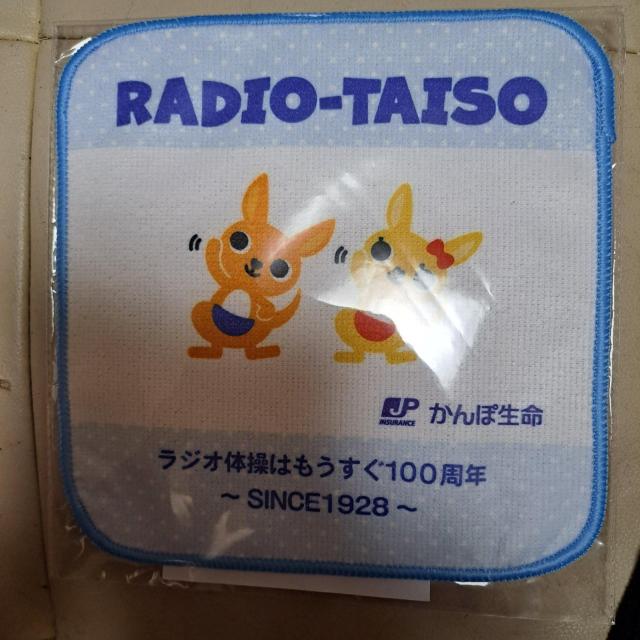 RADIO-TAISO
JP INSURANCE かんぽ生命
ラジオ体操はもうすぐ100周年
～ SINCE1928 ～